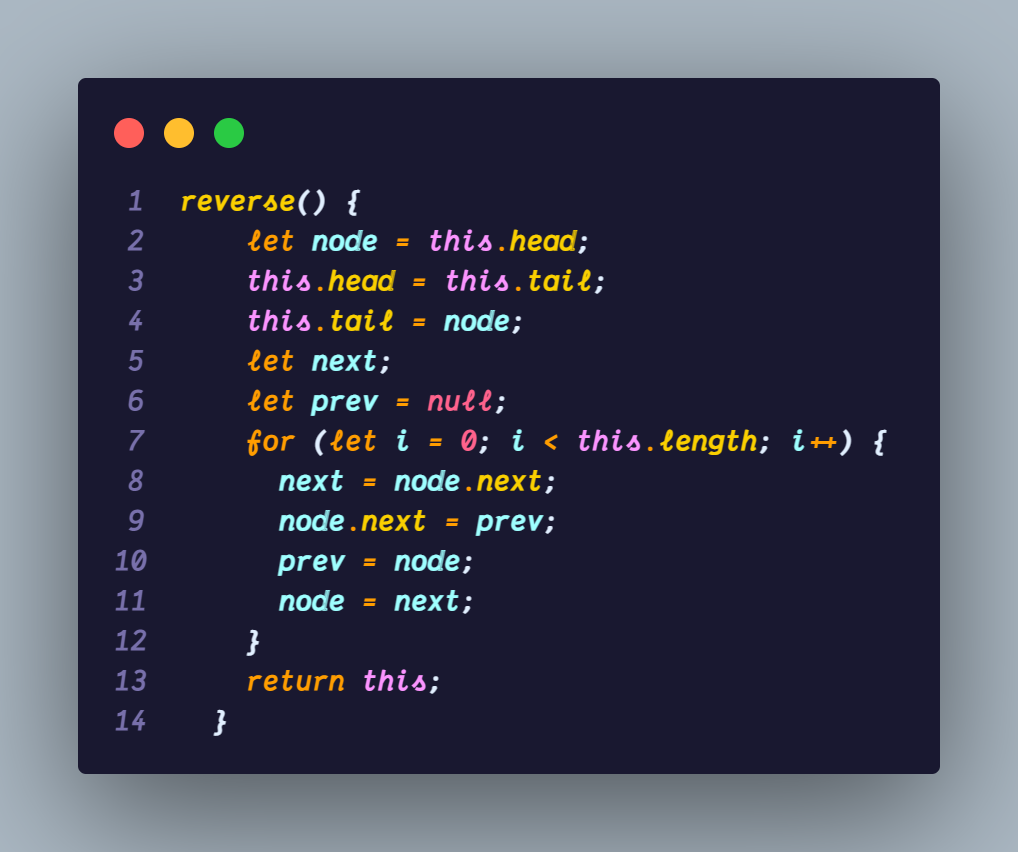 1 reverse() {
2 let node = this.head;
3 this.head = this.tail;
4 this.tail = node;
5 let next;
6 let prev = null;
7 for (let i = 0; i < this.length; i++) {
8 next = node.next;
9 node.next = prev;
10 prev = node;
11 node = next;
12 }
13 return this;
14 }